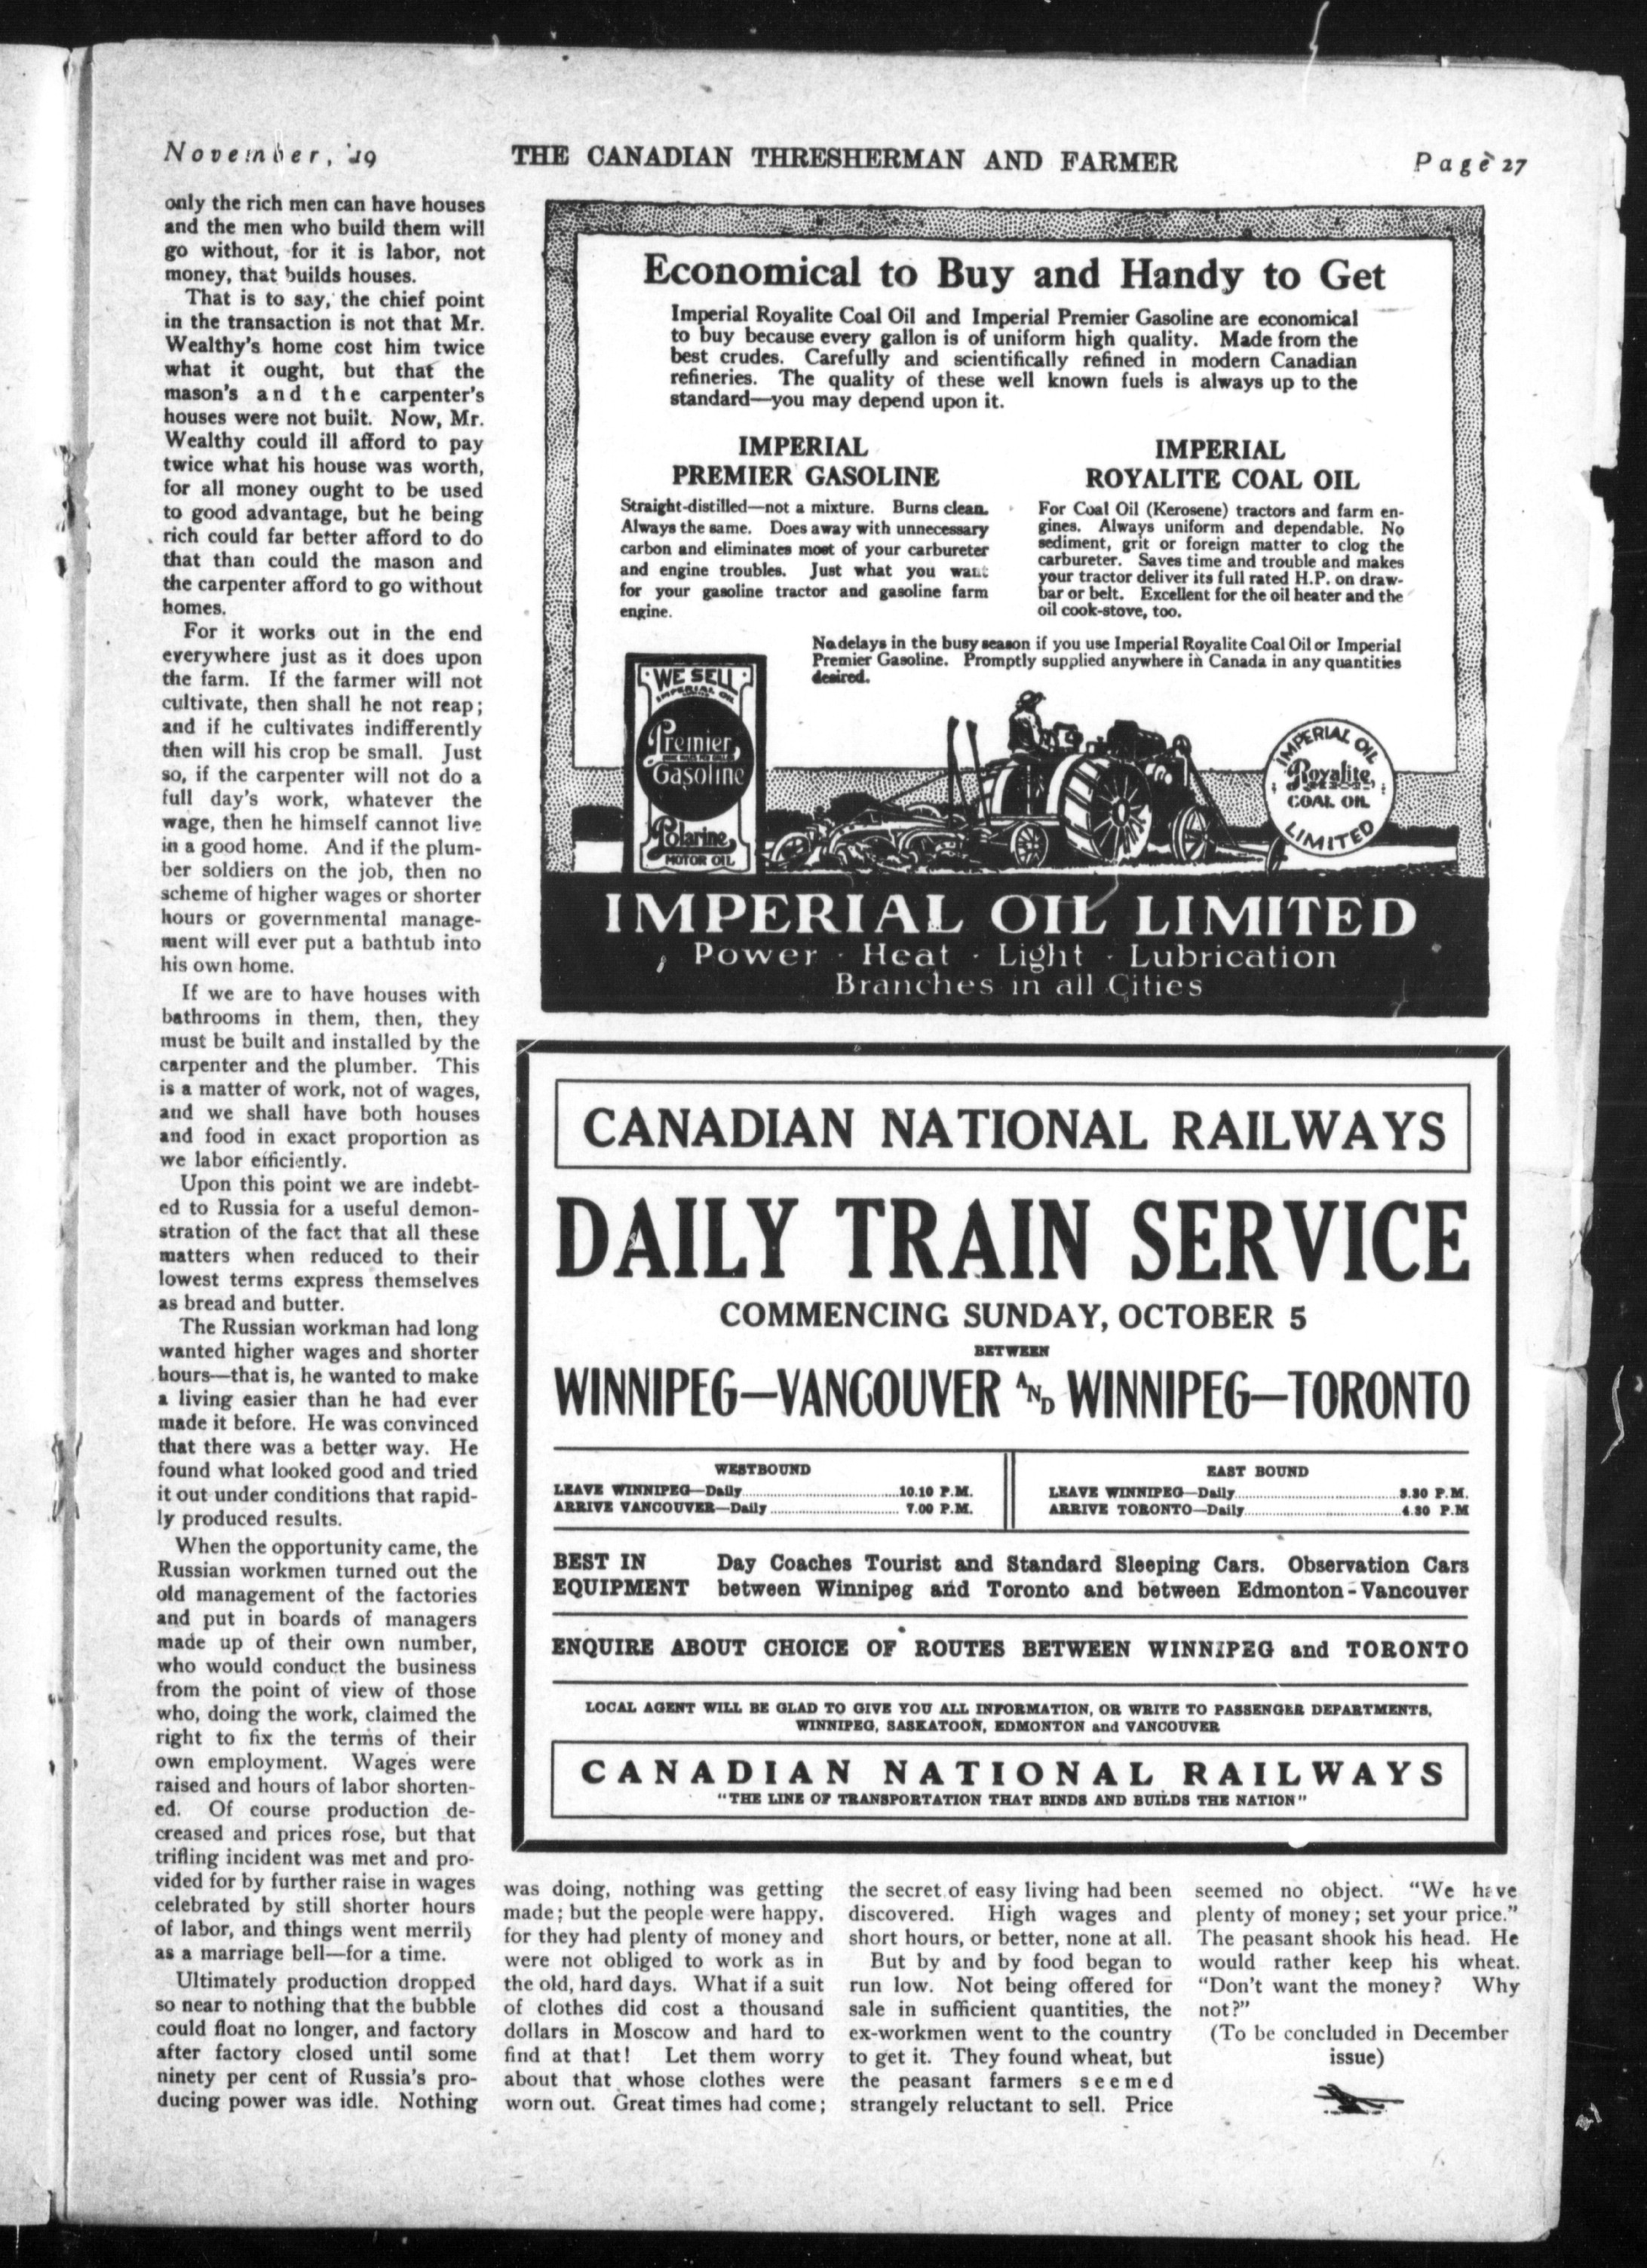 November, '19
THE CANADIAN THRESHERMAN AND FARMER
Page 27
only the rich men can have houses
and the men who build them will
go without, for it is labor, not
money, that builds houses.
That is to say, the chief point
in the transaction is not that Mr.
Wealthy's home cost him twice
what it ought, but that the
mason's and the carpenter's
houses were not built. Now, Mr.
Wealthy could ill afford to pay
twice what his house was worth,
for all money ought to be used
to good advantage, but he being
rich could far better afford to do
that than could the mason and
the carpenter afford to go without
homes.
For it works out in the end
everywhere just as it does upon
the farm. If the farmer will not
cultivate, then shall he not reap;
and if he cultivates indifferently
then will his crop be small. Just
so, if the carpenter will not do a
full day's work, whatever the
wage, then he himself cannot live
in a good home. And if the plum-
ber soldiers on the job, then no
scheme of higher wages or shorter
hours or governmental manage-
ment will ever put a bathtub into
his own home.
If we are to have houses with
bathrooms in them, then, they
must be built and installed by the
carpenter and the plumber. This
is a matter of work, not of wages,
and we shall have both houses
and food in exact proportion as
we labor efficiently.
Upon this point we are indebt-
ed to Russia for a useful demon-
stration of the fact that all these
matters when reduced to their
lowest terms express themselves
as bread and butter.
The Russian workman had long
wanted higher wages and shorter
hours—that is, he wanted to make
a living easier than he had ever
made it before. He was convinced
that there was a better way. He
found what looked good and tried
it out under conditions that rapid-
ly produced results.
When the opportunity came, the
Russian workmen turned out the
old management of the factories
and put in boards of managers
made up of their own number,
who would conduct the business
from the point of view of those
who, doing the work, claimed the
right to fix the terms of their
own employment. Wages were
raised and hours of labor shorten-
ed. Of course production de-
creased and prices rose, but that
trifling incident was met and pro-
vided for by further raise in wages
celebrated by still shorter hours
of labor, and things went merrily
as a marriage bell—for a time.
Ultimately production dropped
so near to nothing that the bubble
could float no longer, and factory
after factory closed until some
ninety per cent of Russia's pro-
ducing power was idle. Nothing
Economical to Buy and Handy to Get
Imperial Royalite Coal Oil and Imperial Premier Gasoline are economical
to buy because every gallon is of uniform high quality. Made from the
best crudes. Carefully and scientifically refined in modern Canadian
refineries. The quality of these well known fuels is always up to the
standard—you may depend upon it.
IMPERIAL
PREMIER GASOLINE
Straight-distilled—not a mixture. Burns clean.
Always the same. Does away with unnecessary
carbon and eliminates most of your carbureter
and engine troubles. Just what you want
for your gasoline tractor and gasoline farm
engine.
IMPERIAL
ROYALITE COAL OIL
For Coal Oil (Kerosene) tractors and farm en-
gines. Always uniform and dependable. No
sediment, grit or foreign matter to clog the
carbureter. Saves time and trouble and makes
your tractor deliver its full rated H.P. on draw-
bar or belt. Excellent for the oil heater and the
oil cook-stove, too.
No delays in the busy season if you use Imperial Royalite Coal Oil or Imperial
Premier Gasoline. Promptly supplied anywhere in Canada in any quantities
desired.
WE SELL
IMPERIAL OIL
Premier
Gasoline
Polarine
MOTOR OIL
IMPERIAL OIL
Royalite
COAL OIL
LIMITED
IMPERIAL OIL LIMITED
Power · Heat · Light · Lubrication
Branches in all Cities
CANADIAN NATIONAL RAILWAYS
DAILY TRAIN SERVICE
COMMENCING SUNDAY, OCTOBER 5
BETWEEN
WINNIPEG—VANCOUVER AND WINNIPEG—TORONTO
WESTBOUND
LEAVE WINNIPEG—Daily 10.10 P.M.
ARRIVE VANCOUVER—Daily 7.00 P.M.
EAST BOUND
LEAVE WINNIPEG—Daily P.M.
ARRIVE TORONTO—Daily 4.30 P.M
BEST IN EQUIPMENT
Day Coaches Tourist and Standard Sleeping Cars. Observation Cars
between Winnipeg and Toronto and between Edmonton-Vancouver
ENQUIRE ABOUT CHOICE OF ROUTES BETWEEN WINNIPEG and TORONTO
LOCAL AGENT WILL BE GLAD TO GIVE YOU ALL INFORMATION, OR WRITE TO PASSENGER DEPARTMENTS,
WINNIPEG, SASKATOON, EDMONTON and VANCOUVER
CANADIAN NATIONAL RAILWAYS
"THE LINE OF TRANSPORTATION THAT BINDS AND BUILDS THE NATION"
was doing, nothing was getting
made; but the people were happy,
for they had plenty of money and
were not obliged to work as in
the old, hard days. What if a suit
of clothes did cost a thousand
dollars in Moscow and hard to
find at that! Let them worry
about that whose clothes were
worn out. Great times had come;
the secret of easy living had been
discovered. High wages and
short hours, or better, none at all.
But by and by food began to
run low. Not being offered for
sale in sufficient quantities, the
ex-workmen went to the country
to get it. They found wheat, but
the peasant farmers seemed
strangely reluctant to sell. Price
seemed no object. "We have
plenty of money; set your price."
The peasant shook his head. He
would rather keep his wheat.
"Don't want the money? Why
not?"
(To be concluded in December
issue)